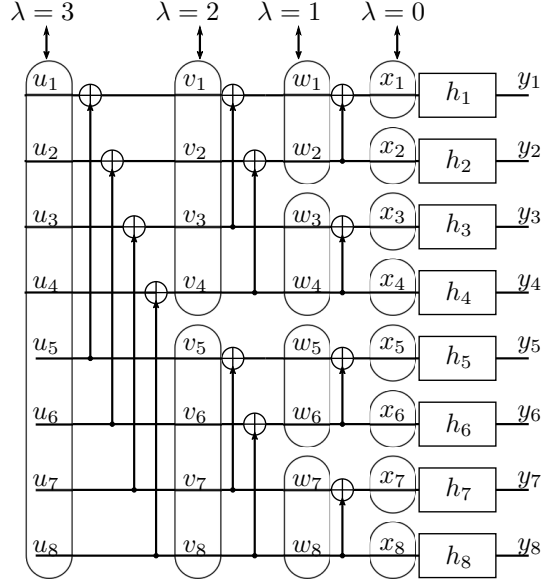 λ = 3 λ = 2 λ = 1 λ = 0
u₁ v₁ w₁ x₁ h₁ y₁
u₂ v₂ w₂ x₂ h₂ y₂
u₃ v₃ w₃ x₃ h₃ y₃
u₄ v₄ w₄ x₄ h₄ y₄
u₅ v₅ w₅ x₅ h₅ y₅
u₆ v₆ w₆ x₆ h₆ y₆
u₇ v₇ w₇ x₇ h₇ y₇
u₈ v₈ w₈ x₈ h₈ y₈